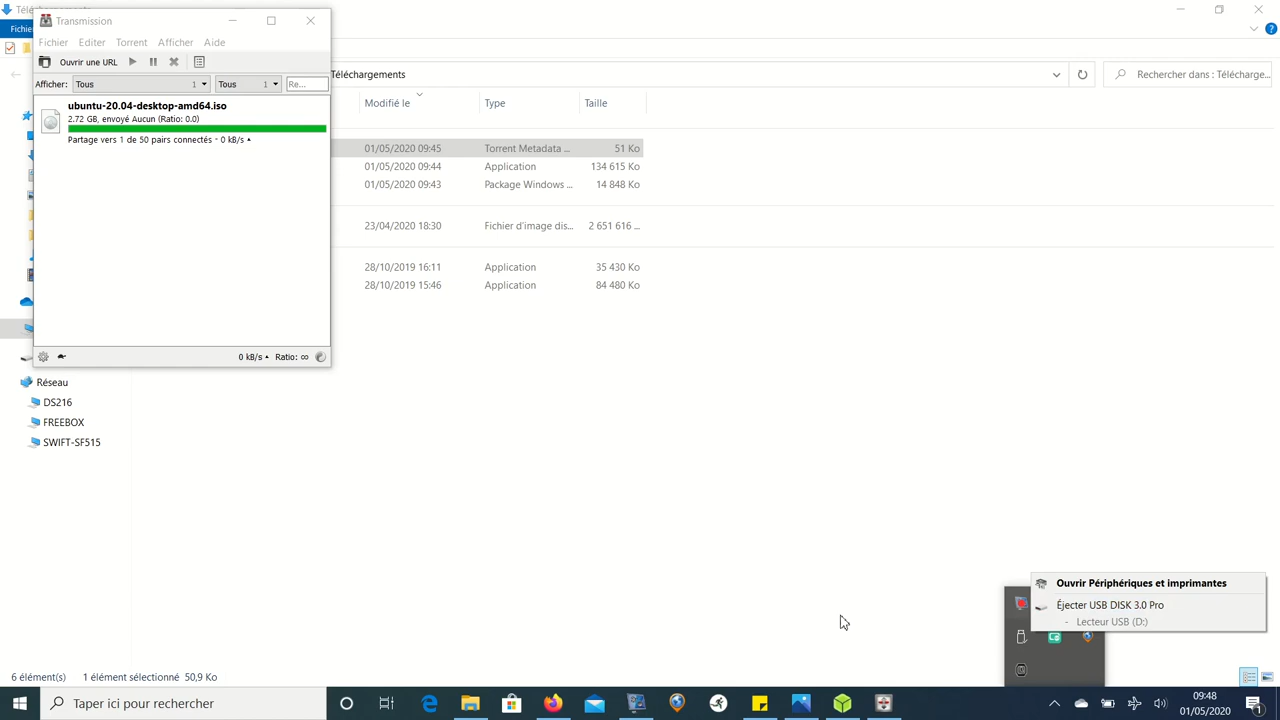 Transmission
Fichier Editer Torrent Afficher Aide
Ouvrir une URL
Afficher: Tous 1 Tous 1 Re...
ubuntu-20.04-desktop-amd64.iso
2.72 GB, envoyé Aucun (Ratio: 0.0)
Partage vers 1 de 50 pairs connectés - 0 kB/s
0 kB/s Ratio: ∞
Fichie
Téléchargements
Rechercher dans : Télécharge...
Modifié le Type Taille
01/05/2020 09:45 Torrent Metadata ... 51 Ko
01/05/2020 09:44 Application 134 615 Ko
01/05/2020 09:43 Package Windows ... 14 848 Ko
23/04/2020 18:30 Fichier d'image dis... 2 651 616 ...
28/10/2019 16:11 Application 35 430 Ko
28/10/2019 15:46 Application 84 480 Ko
Réseau
DS216
FREEBOX
SWIFT-SF515
Ouvrir Périphériques et imprimantes
Éjecter USB DISK 3.0 Pro
- Lecteur USB (D:)
6 élément(s) 1 élément sélectionné 50,9 Ko
Taper ici pour rechercher
09:48
01/05/2020
1